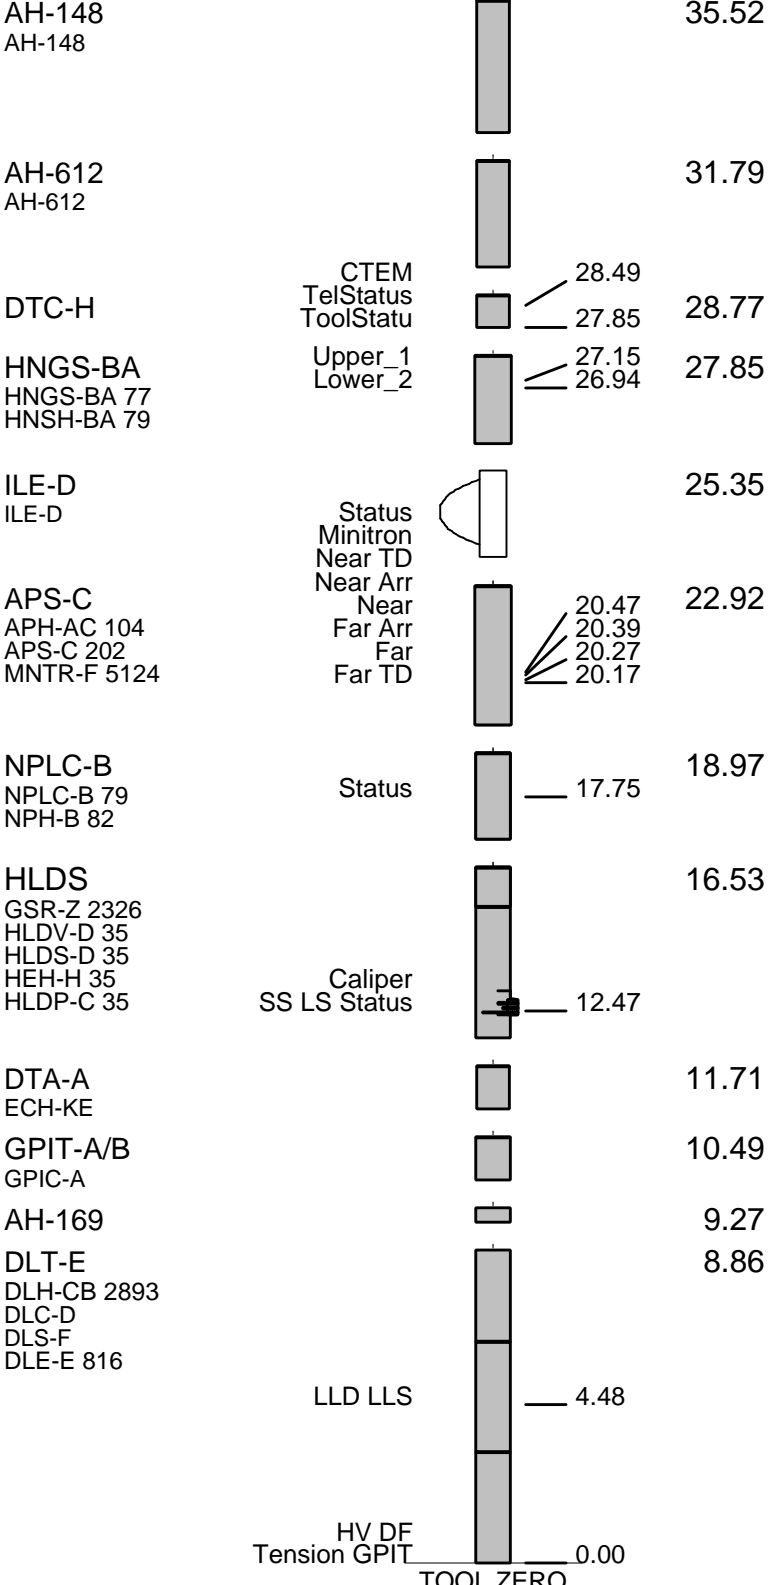 AH-148 35.52
AH-148
AH-612 31.79
AH-612
CTEM 28.49
TelStatus
DTC-H 28.77
ToolStatu 27.85
Upper_1 27.15
HNGS-BA 27.85
Lower_2 26.94
HNGS-BA 77
HNSH-BA 79
ILE-D 25.35
ILE-D Status
Minitron
Near TD
Near Arr
APS-C Near 20.47 22.92
APH-AC 104 Far Arr 20.39
APS-C 202 Far 20.27
MNTR-F 5124 Far TD 20.17
NPLC-B 18.97
NPLC-B 79 Status 17.75
NPH-B 82
HLDS 16.53
GSR-Z 2326
HLDV-D 35
HLDS-D 35
HEH-H 35 Caliper
HLDP-C 35 SS LS Status 12.47
DTA-A 11.71
ECH-KE
GPIT-A/B 10.49
GPIC-A
AH-169 9.27
DLT-E 8.86
DLH-CB 2893
DLC-D
DLS-F
DLE-E 816
LLD LLS 4.48
HV DF
Tension GPIT 0.00
TOOL ZERO